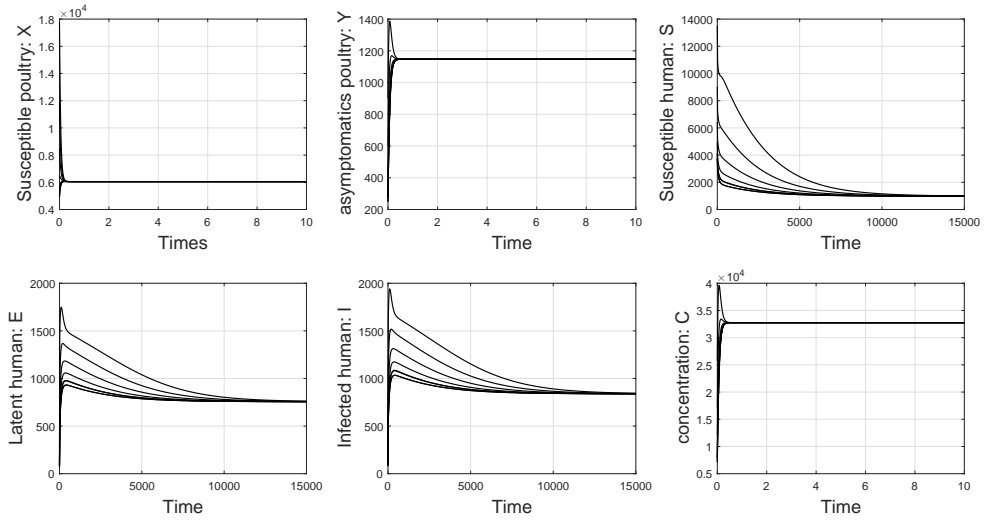 ×10⁴
1.8
1.6
1.4
1.2
1
0.8
0.6
0.4
Susceptible poultry: X
0 2 4 6 8 10
Times
1400
1200
1000
800
600
400
200
asymptomatics poultry: Y
0 2 4 6 8 10
Time
14000
12000
10000
8000
6000
4000
2000
0
Susceptible human: S
0 5000 10000 15000
Time
2000
1500
1000
500
0
Latent human: E
0 5000 10000 15000
Time
2000
1500
1000
500
0
Infected human: I
0 5000 10000 15000
Time
×10⁴
4
3.5
3
2.5
2
1.5
1
0.5
concentration: C
0 2 4 6 8 10
Time